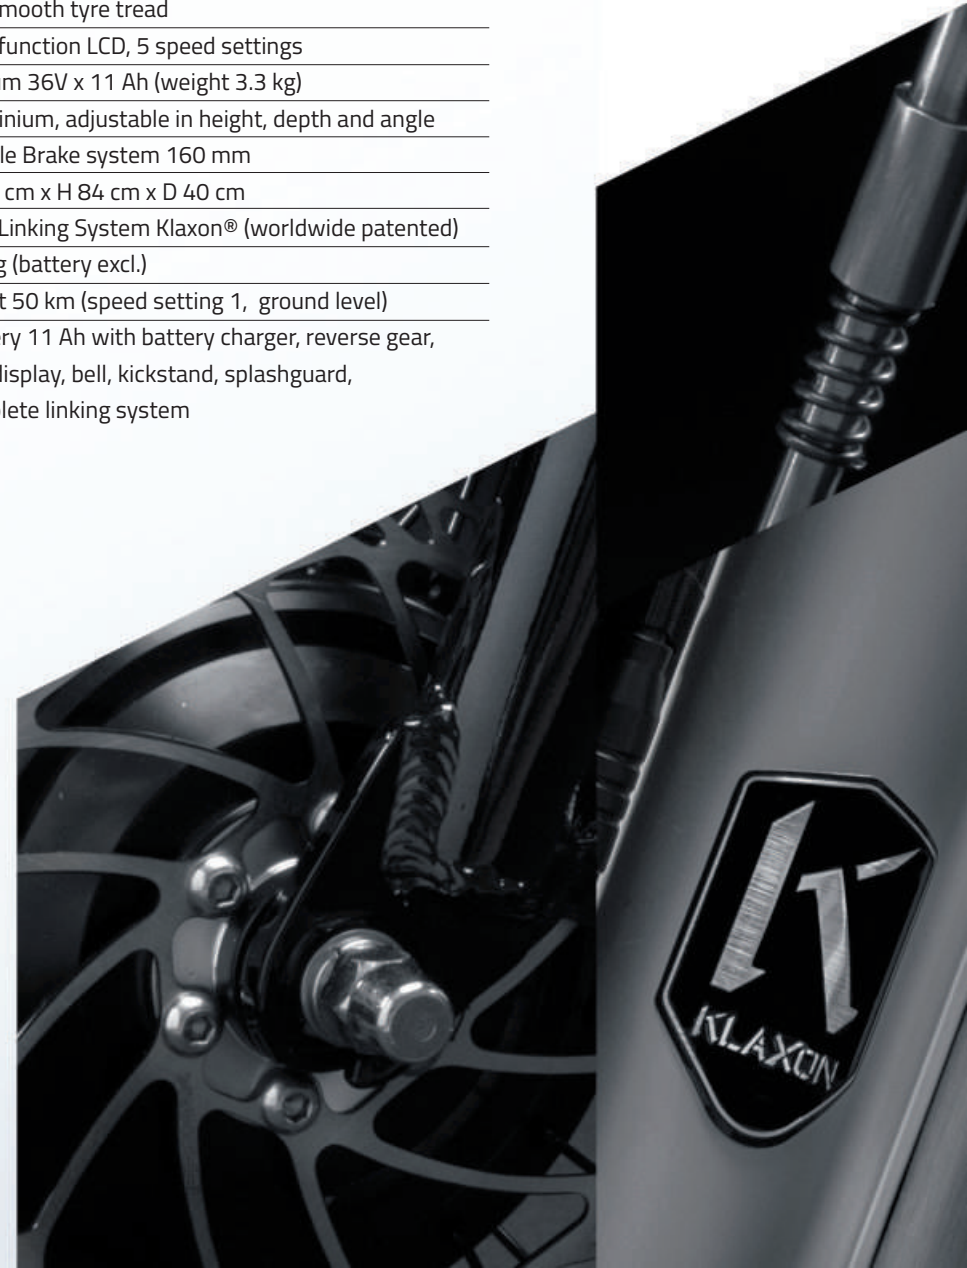 mooth tyre tread
function LCD, 5 speed settings
um 36V x 11 Ah (weight 3.3 kg)
inium, adjustable in height, depth and angle
le Brake system 160 mm
cm x H 84 cm x D 40 cm
Linking System Klaxon® (worldwide patented)
g (battery excl.)
t 50 km (speed setting 1, ground level)
ery 11 Ah with battery charger, reverse gear,
display, bell, kickstand, splashguard,
plete linking system
KLAXON